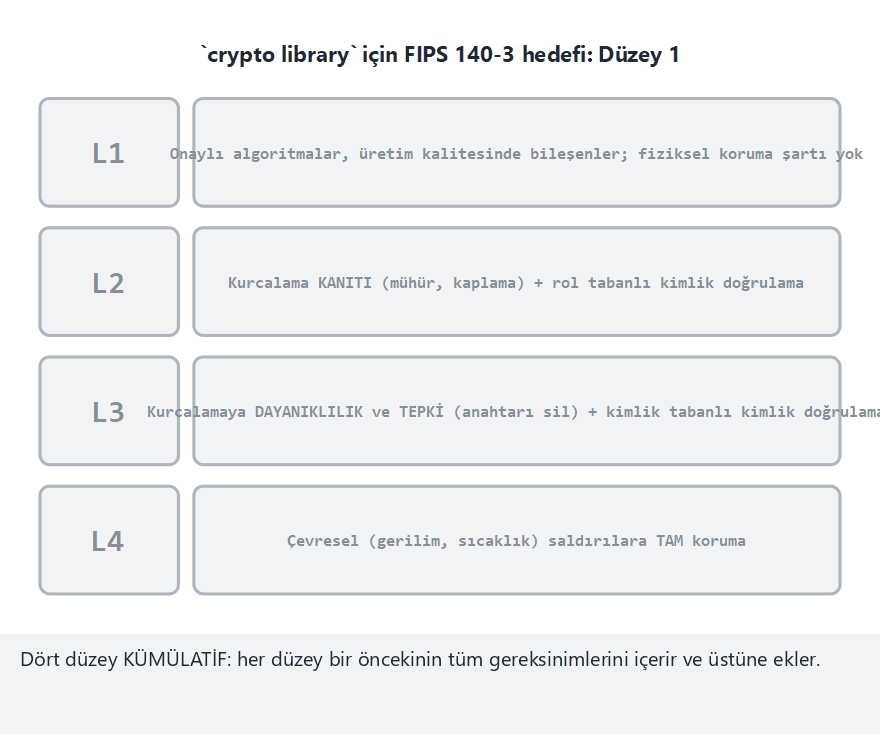 `crypto library` için FIPS 140-3 hedefi: Düzey 1
L1
Onaylı algoritmalar, üretim kalitesinde bileşenler; fiziksel koruma şartı yok
L2
Kurcalama KANITI (mühür, kaplama) + rol tabanlı kimlik doğrulama
L3
Kurcalamaya DAYANIKLILIK ve TEPKİ (anahtarı sil) + kimlik tabanlı kimlik doğrulama
L4
Çevresel (gerilim, sıcaklık) saldırılara TAM koruma
Dört düzey KÜMÜLATİF: her düzey bir öncekinin tüm gereksinimlerini içerir ve üstüne ekler.